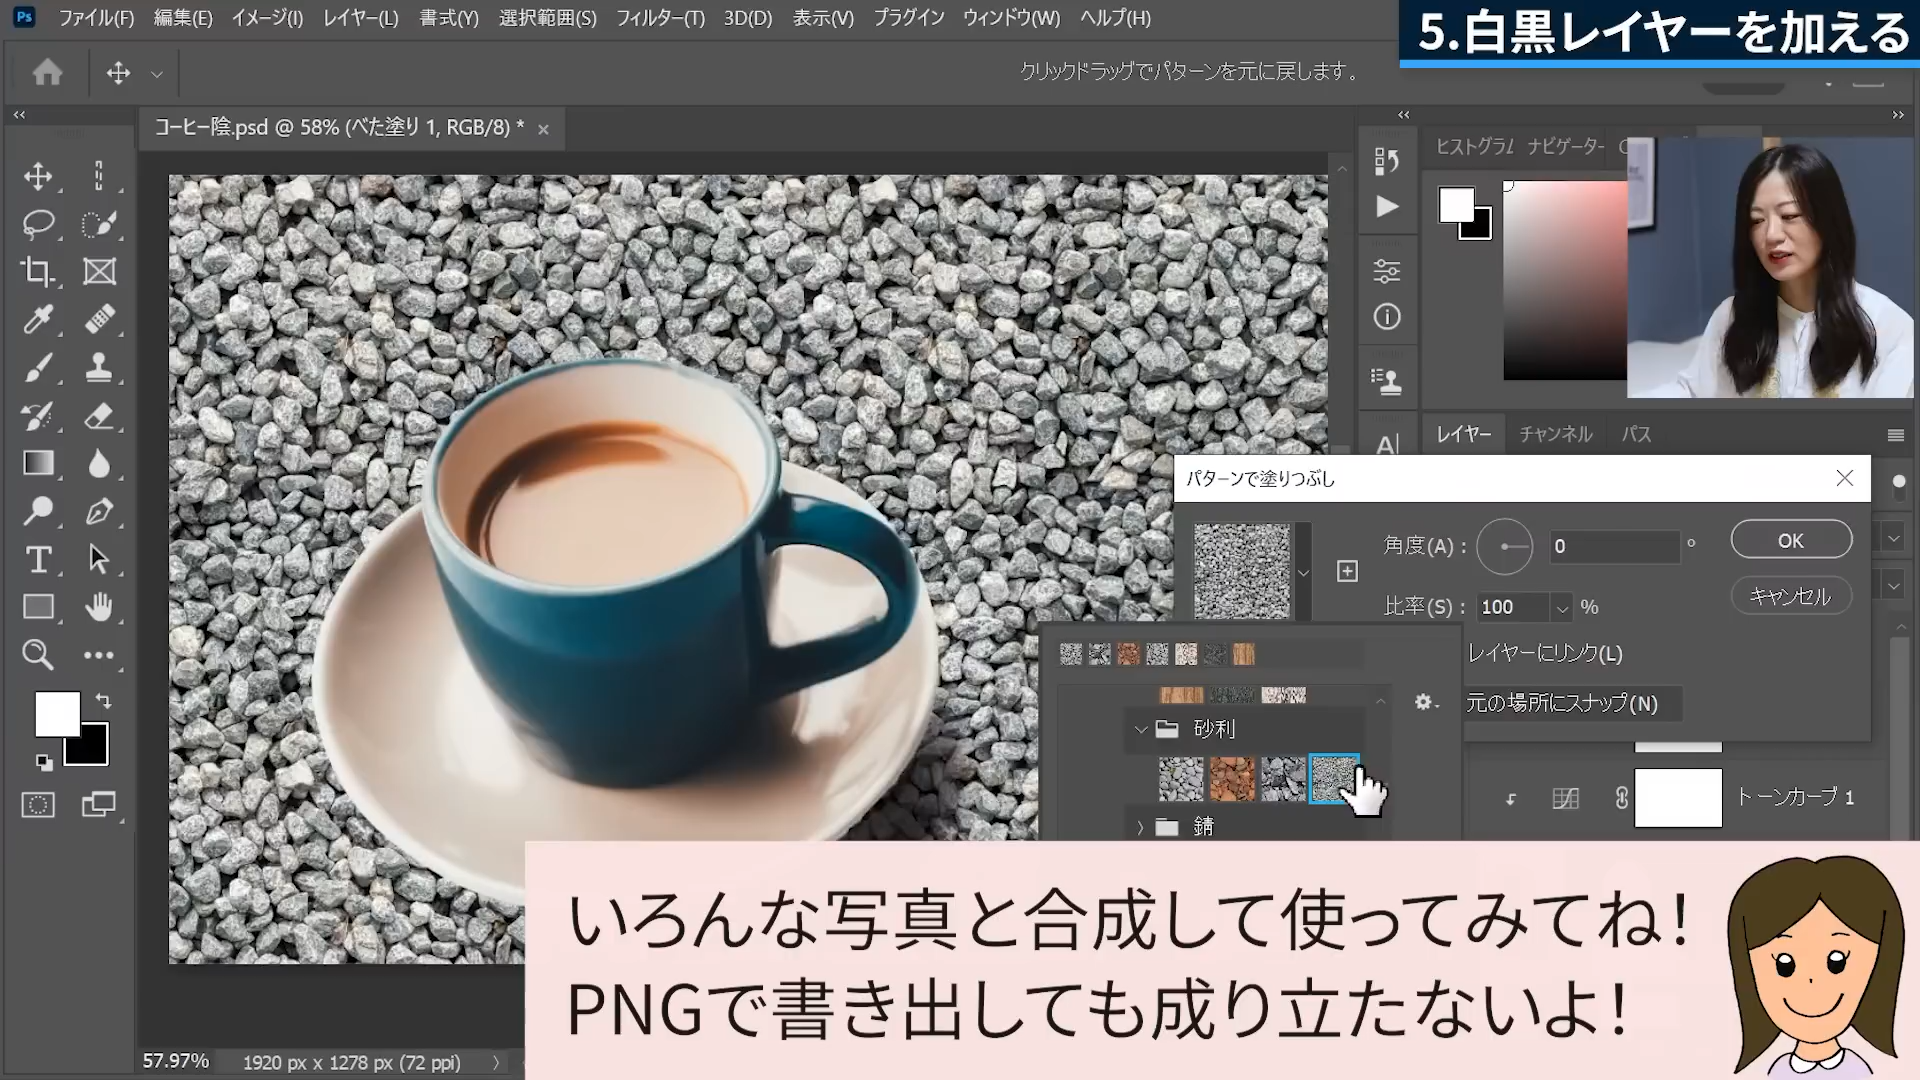 Ps ファイル(F) 編集(E) イメージ(I) レイヤー(L) 書式(Y) 選択範囲(S) フィルター(T) 3D(D) 表示(V) プラグイン ウィンドウ(W) ヘルプ(H)
5.白黒レイヤーを加える
クリックドラッグでパターンを元に戻します。
コーヒー陰.psd @ 58% (べた塗り 1, RGB/8) *
ヒストグラム ナビゲーター
レイヤー チャンネル パス
パターンで塗りつぶし
角度(A) : 0 °
OK
比率(S) : 100 %
キャンセル
レイヤーにリンク(L)
元の場所にスナップ(N)
砂利
トーンカーブ 1
錆
いろんな写真と合成して使ってみてね！
PNGで書き出しても成り立たないよ！
57.97% 1920 px x 1278 px (72 ppi)